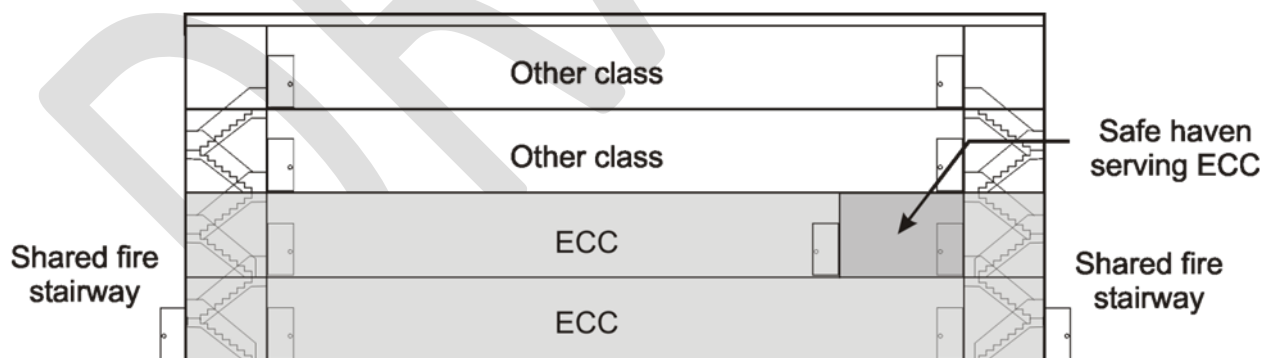 Other class
Other class
Safe haven
serving ECC
ECC
Shared fire
stairway
Shared fire
stairway
ECC